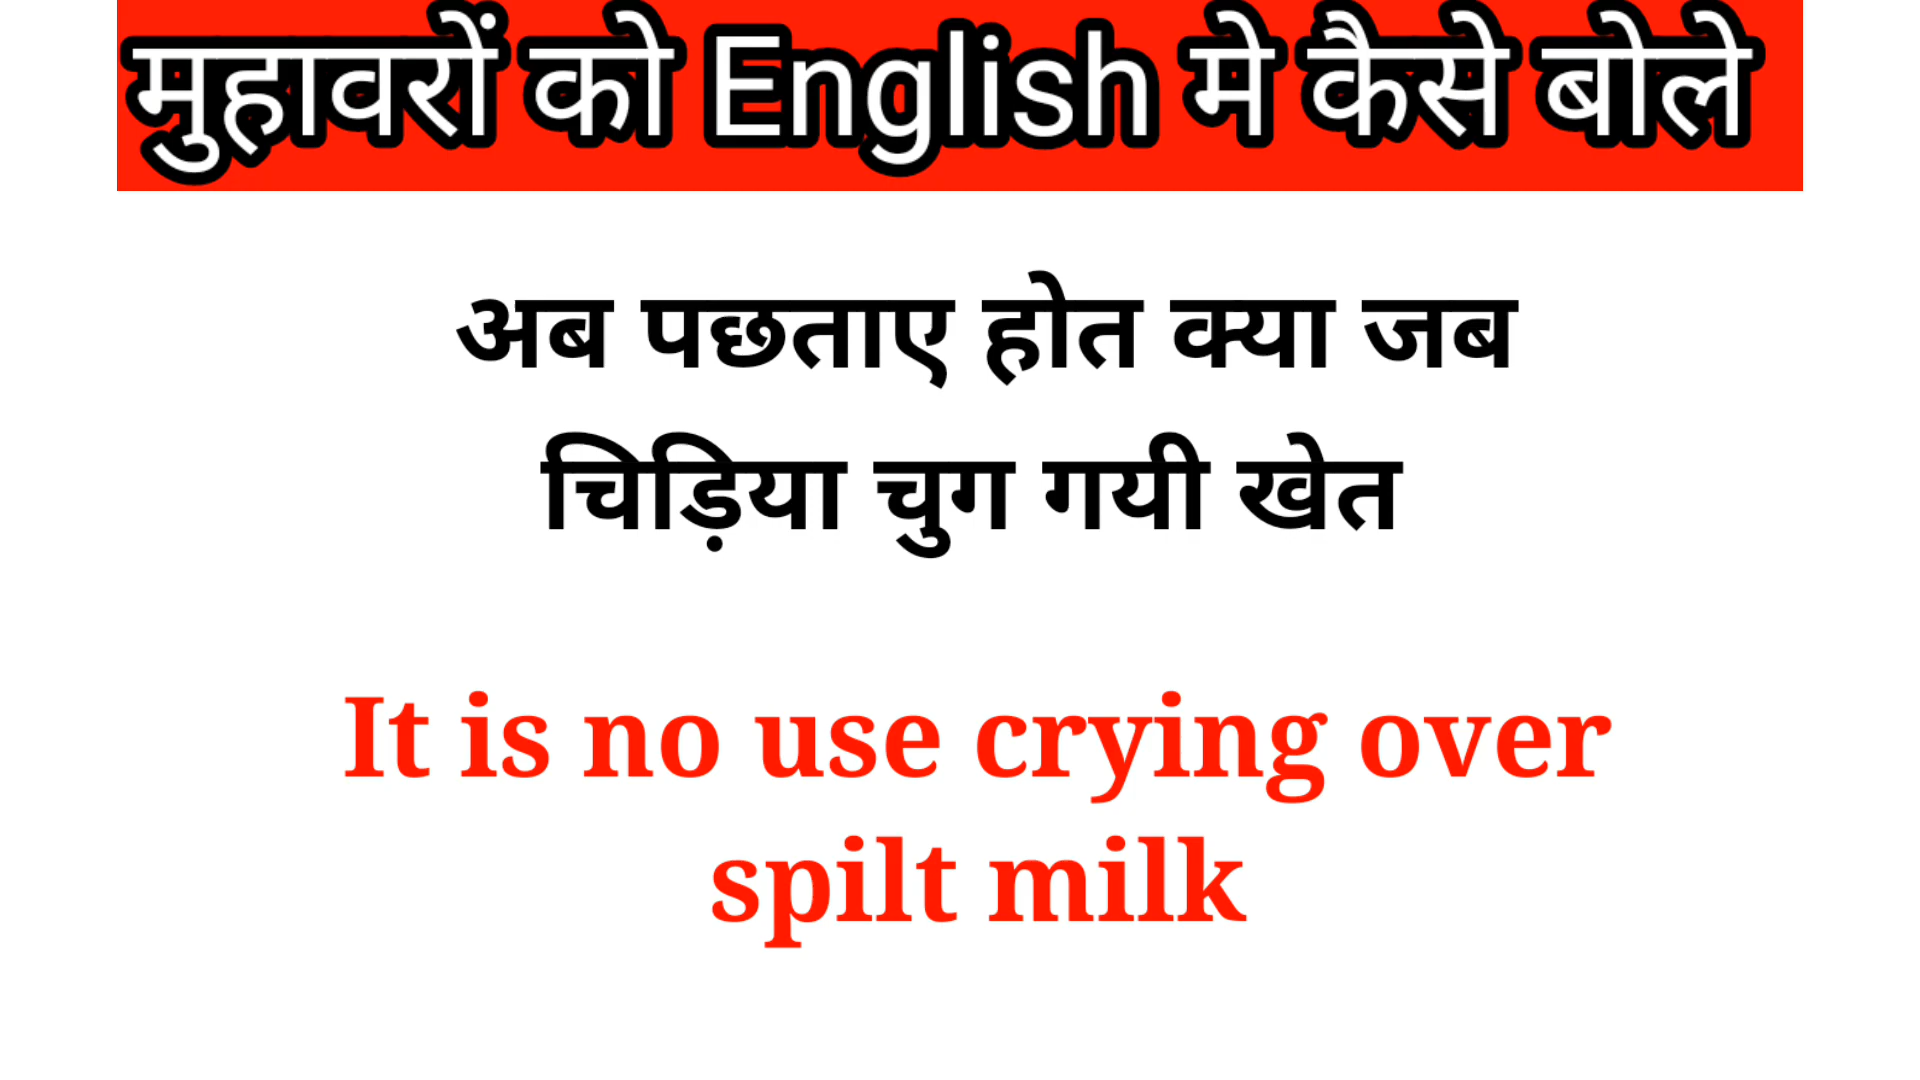 मुहावरों को English मे कैसे बोले
अब पछताए होत क्या जब
चिड़िया चुग गयी खेत
It is no use crying over
spilt milk